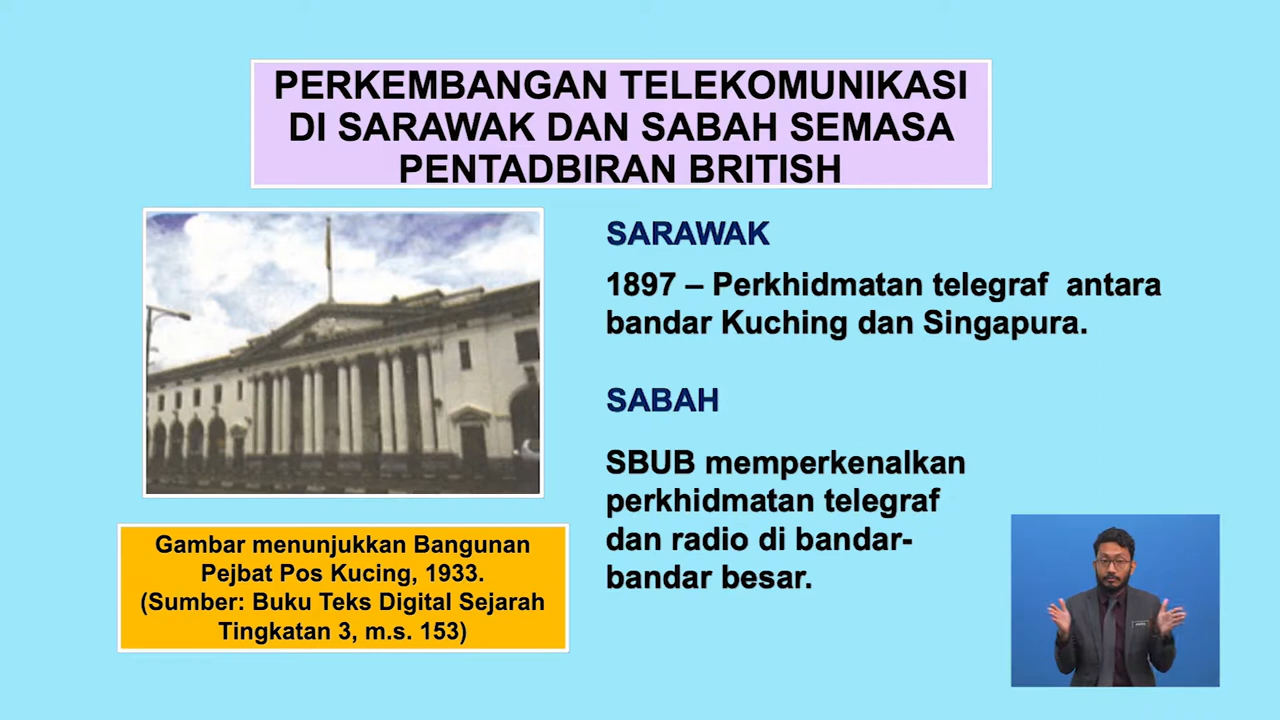 PERKEMBANGAN TELEKOMUNIKASI
DI SARAWAK DAN SABAH SEMASA
PENTADBIRAN BRITISH
SARAWAK
1897 – Perkhidmatan telegraf antara
bandar Kuching dan Singapura.
SABAH
SBUB memperkenalkan
perkhidmatan telegraf
dan radio di bandar-
bandar besar.
Gambar menunjukkan Bangunan
Pejbat Pos Kucing, 1933.
(Sumber: Buku Teks Digital Sejarah
Tingkatan 3, m.s. 153)